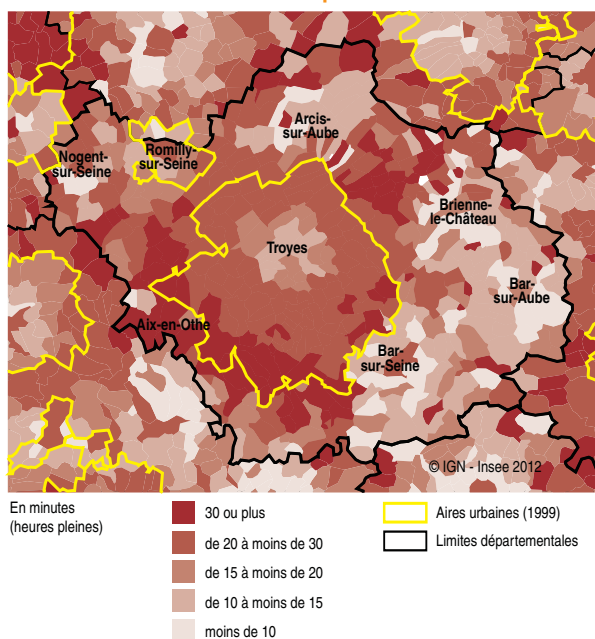 Arcis-
sur-Aube
Nogent-
sur-Seine
Romilly-
sur-Seine
Brienne-
le-Château
Troyes
Bar-
sur-Aube
Aix-en-Othe
Bar-
sur-Seine
© IGN - Insee 2012
En minutes
(heures pleines)
30 ou plus
de 20 à moins de 30
de 15 à moins de 20
de 10 à moins de 15
moins de 10
Aires urbaines (1999)
Limites départementales